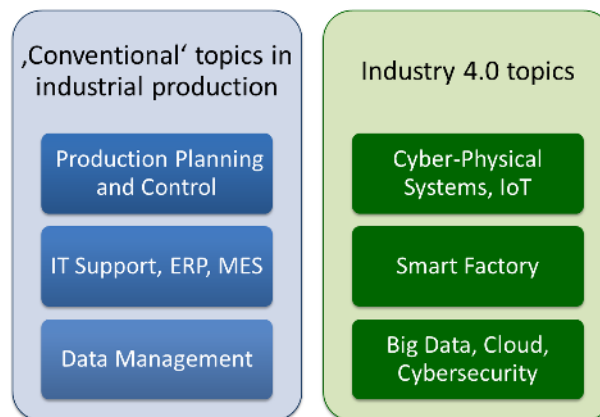 ‚Conventional‘ topics in
industrial production
Production Planning
and Control
IT Support, ERP, MES
Data Management
Industry 4.0 topics
Cyber-Physical
Systems, IoT
Smart Factory
Big Data, Cloud,
Cybersecurity